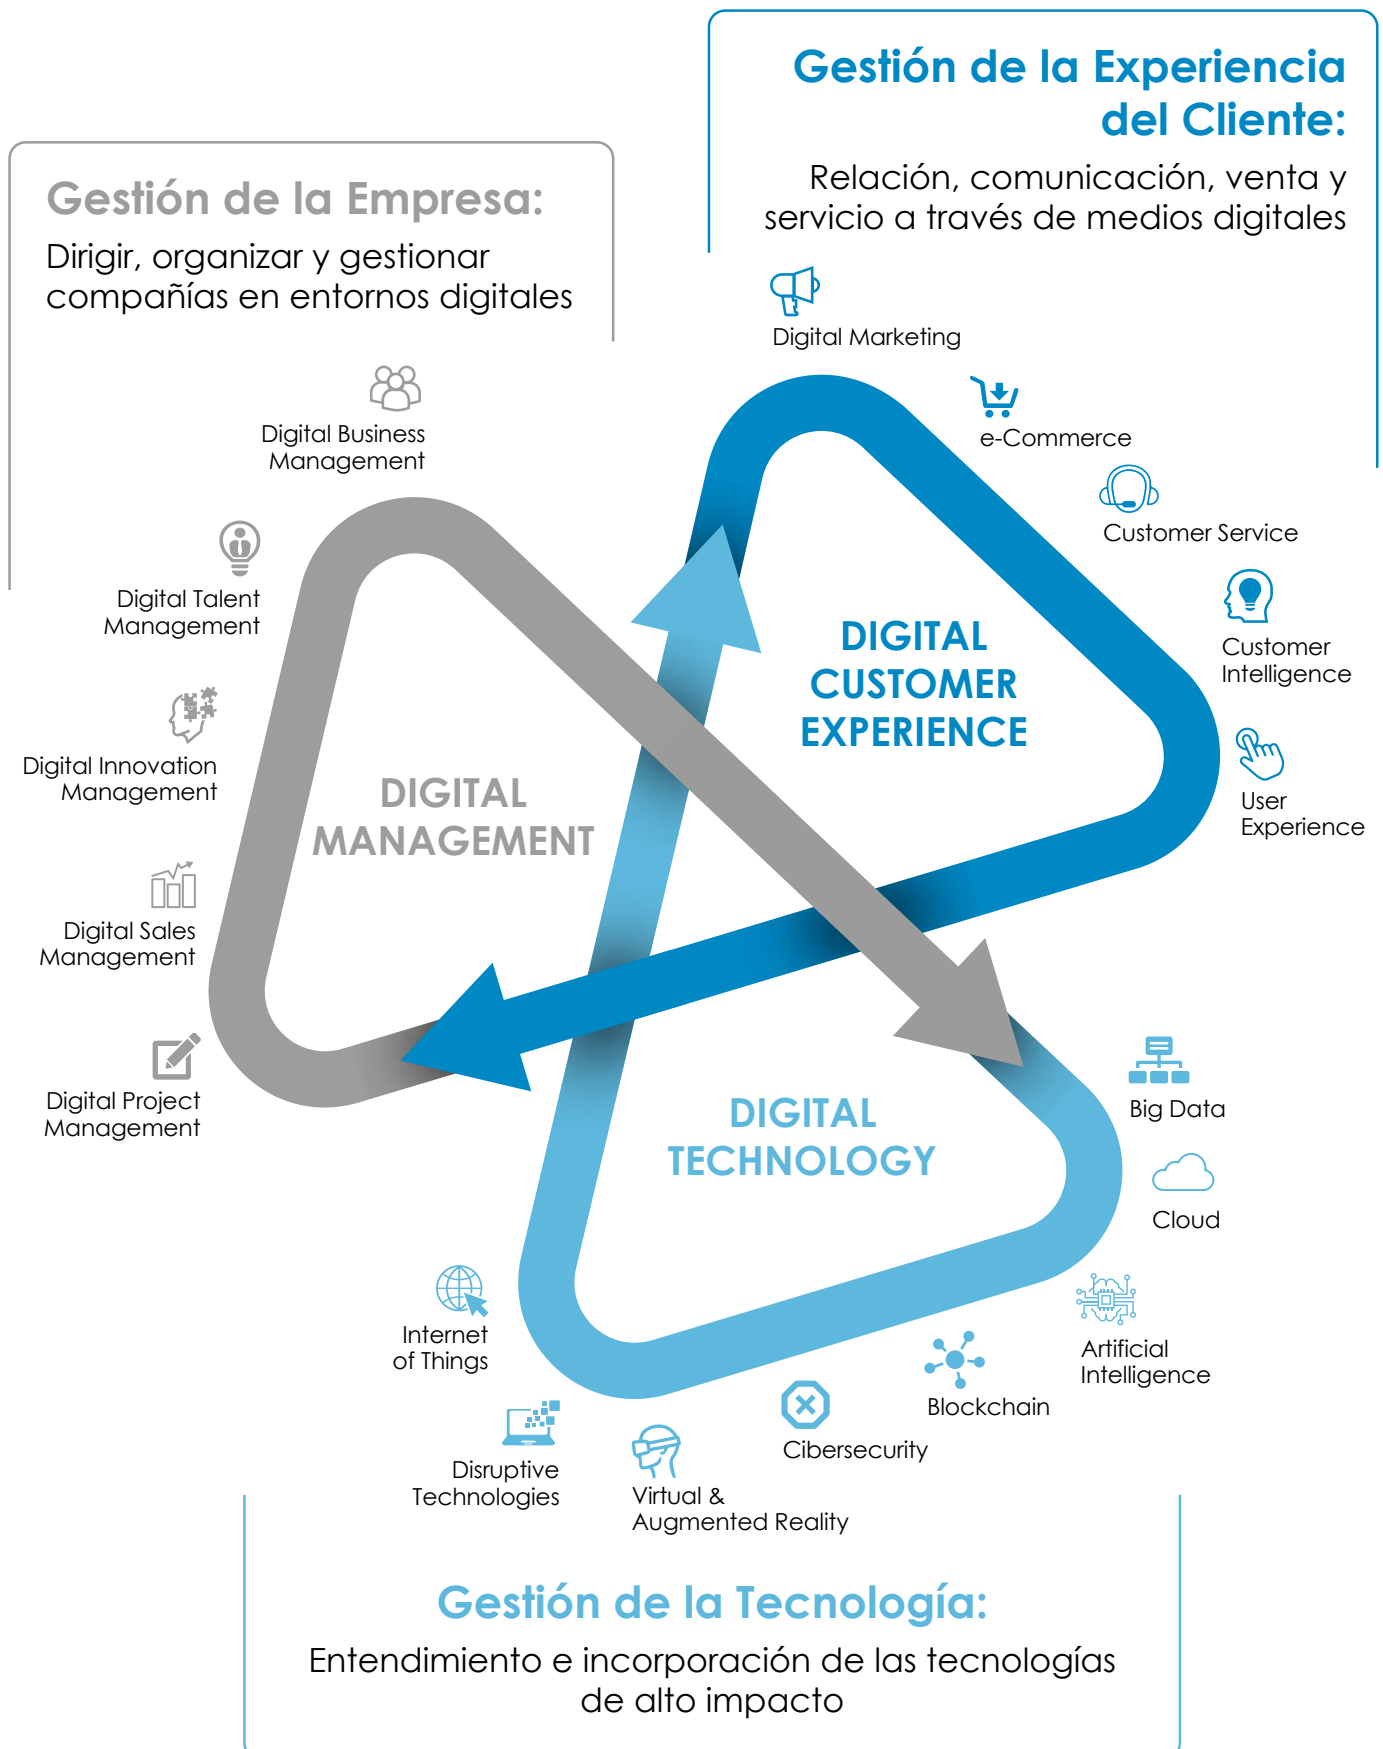 Gestión de la Experiencia
del Cliente:
Relación, comunicación, venta y
servicio a través de medios digitales
Gestión de la Empresa:
Dirigir, organizar y gestionar
compañías en entornos digitales
Digital Marketing
e-Commerce
Customer Service
Customer
Intelligence
User
Experience
Digital Business
Management
Digital Talent
Management
Digital Innovation
Management
Digital Sales
Management
Digital Project
Management
DIGITAL
CUSTOMER
EXPERIENCE
DIGITAL
MANAGEMENT
DIGITAL
TECHNOLOGY
Big Data
Cloud
Artificial
Intelligence
Blockchain
Cibersecurity
Virtual &
Augmented Reality
Disruptive
Technologies
Internet
of Things
Gestión de la Tecnología:
Entendimiento e incorporación de las tecnologías
de alto impacto